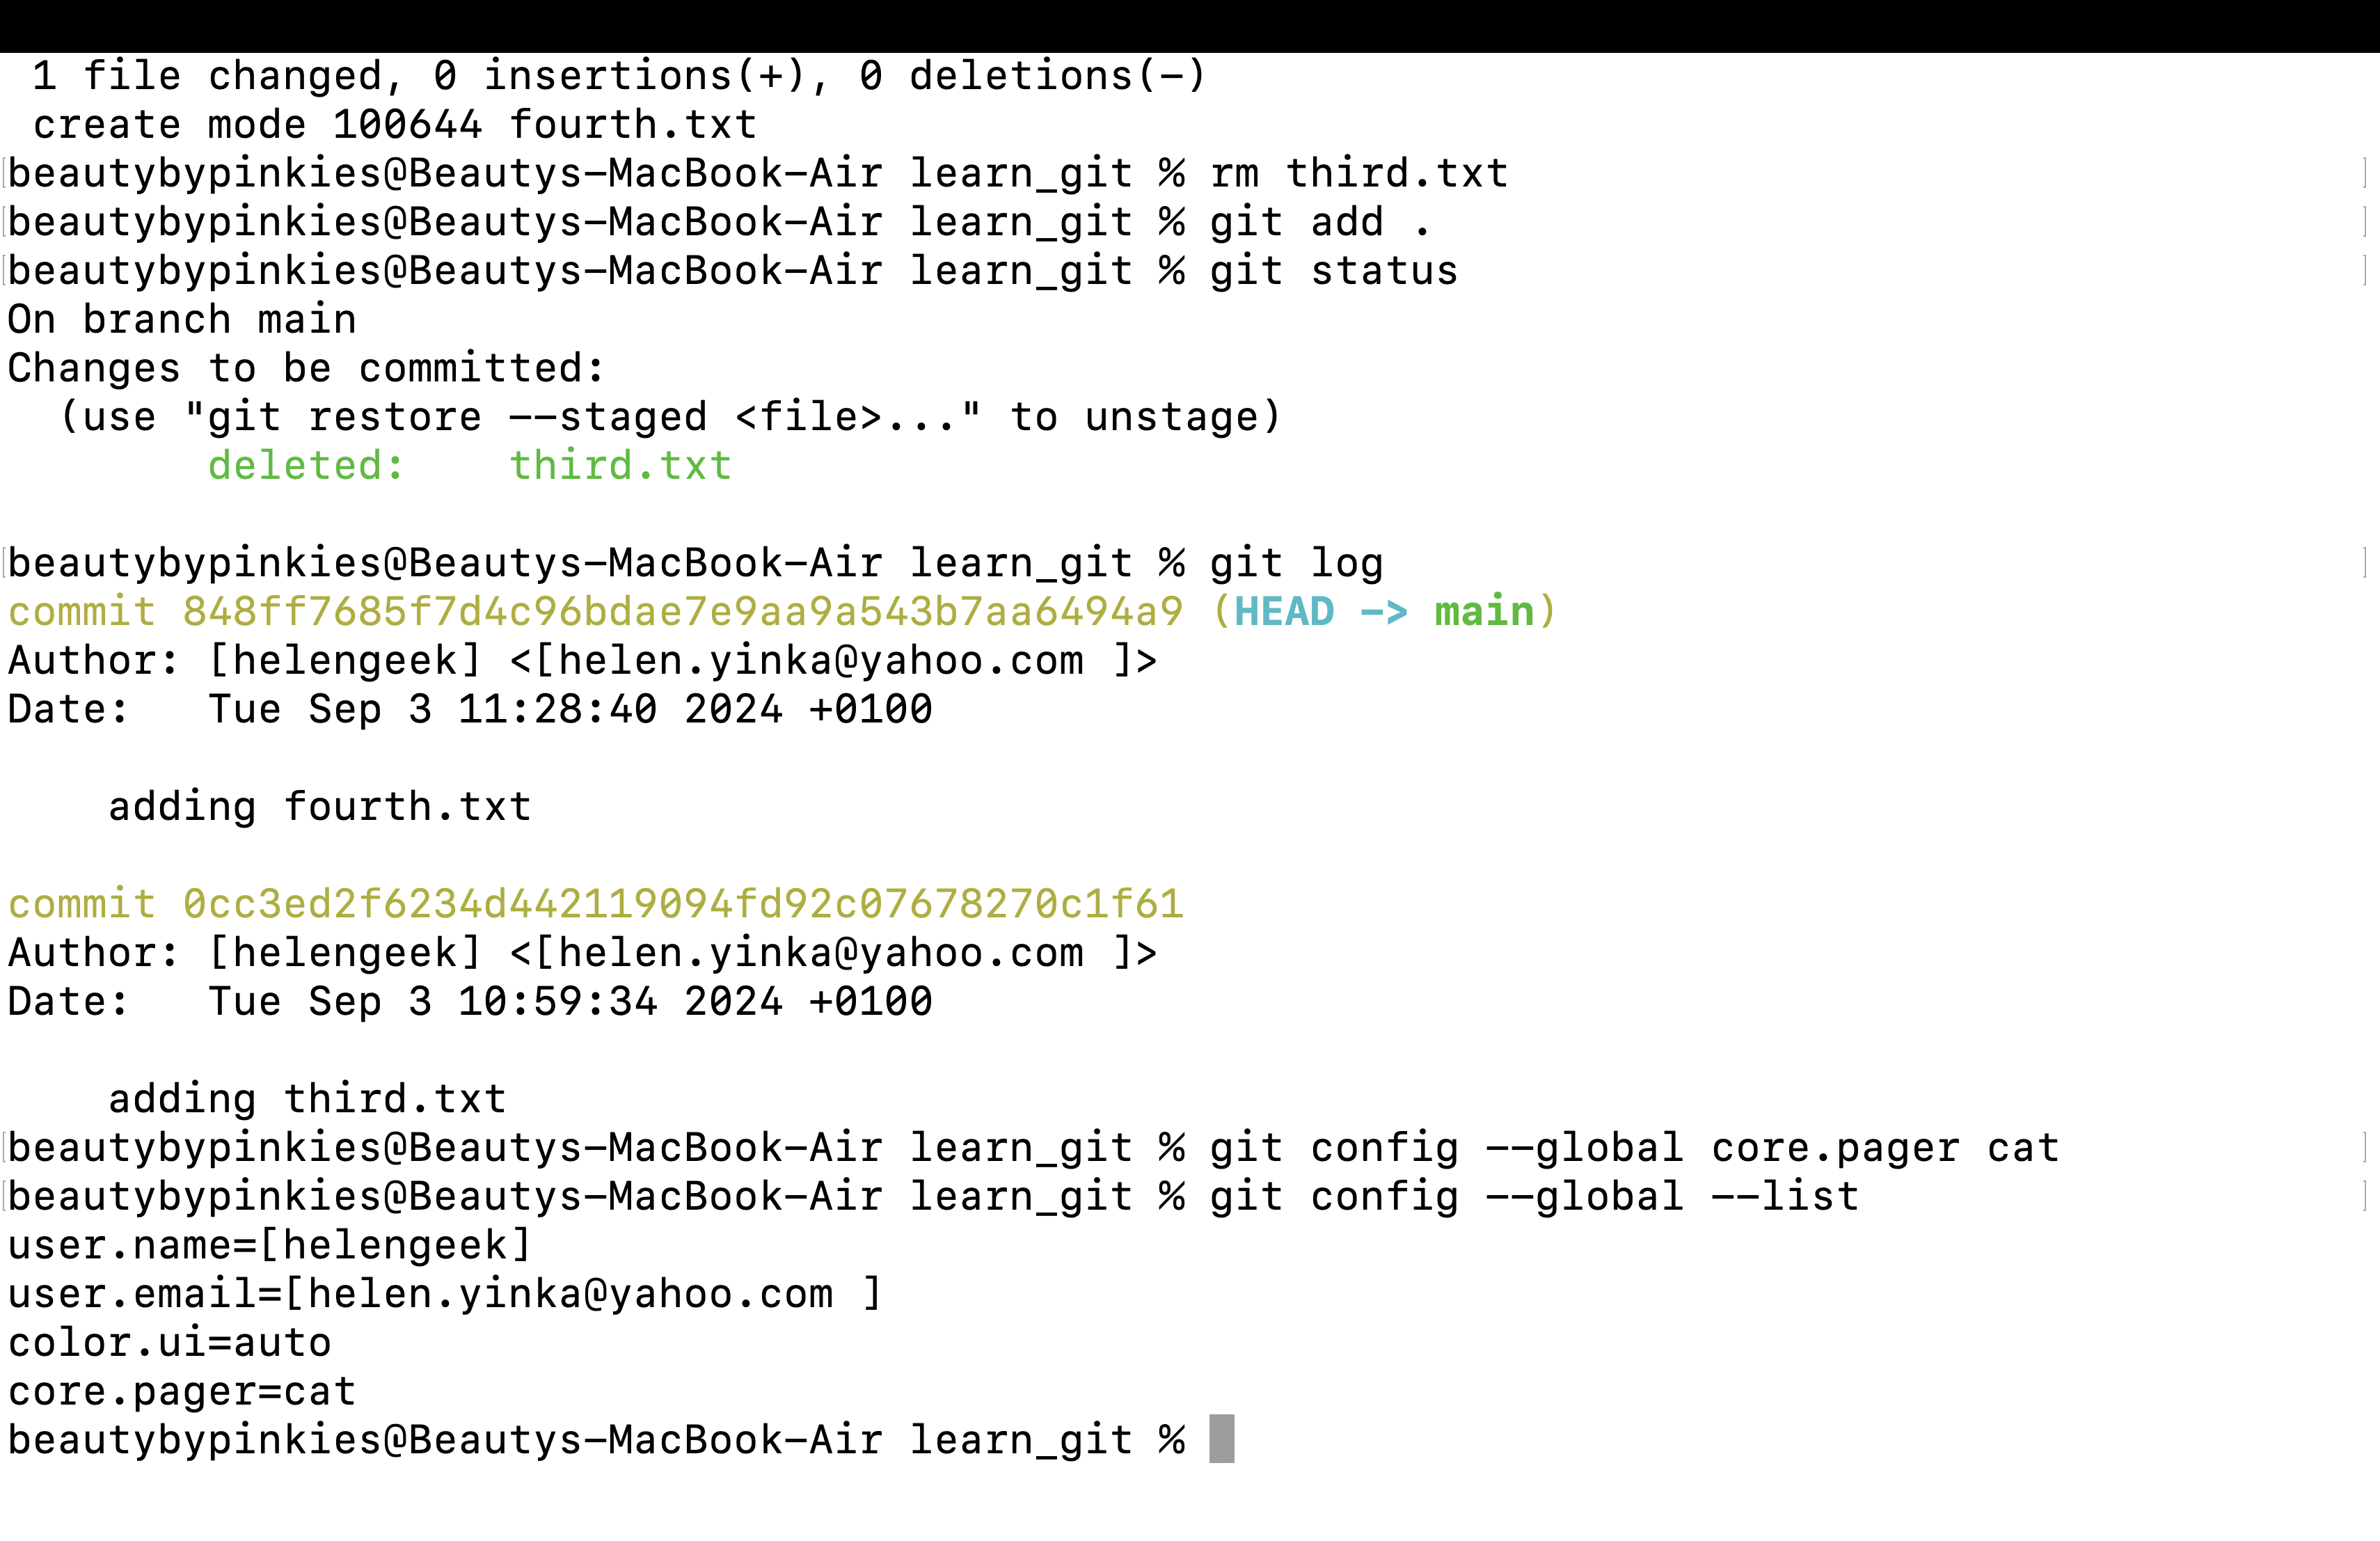 1 file changed, 0 insertions(+), 0 deletions(-)
create mode 100644 fourth.txt
[beautybypinkies@Beautys-MacBook-Air learn_git % rm third.txt ]
[beautybypinkies@Beautys-MacBook-Air learn_git % git add . ]
[beautybypinkies@Beautys-MacBook-Air learn_git % git status ]
On branch main
Changes to be committed:
  (use "git restore --staged <file>..." to unstage)
        deleted:    third.txt

[beautybypinkies@Beautys-MacBook-Air learn_git % git log ]
commit 848ff7685f7d4c96bdae7e9aa9a543b7aa6494a9 (HEAD -> main)
Author: [helengeek] <[helen.yinka@yahoo.com ]>
Date:   Tue Sep 3 11:28:40 2024 +0100

    adding fourth.txt

commit 0cc3ed2f6234d442119094fd92c07678270c1f61
Author: [helengeek] <[helen.yinka@yahoo.com ]>
Date:   Tue Sep 3 10:59:34 2024 +0100

    adding third.txt
[beautybypinkies@Beautys-MacBook-Air learn_git % git config --global core.pager cat ]
[beautybypinkies@Beautys-MacBook-Air learn_git % git config --global --list ]
user.name=[helengeek]
user.email=[helen.yinka@yahoo.com ]
color.ui=auto
core.pager=cat
beautybypinkies@Beautys-MacBook-Air learn_git %